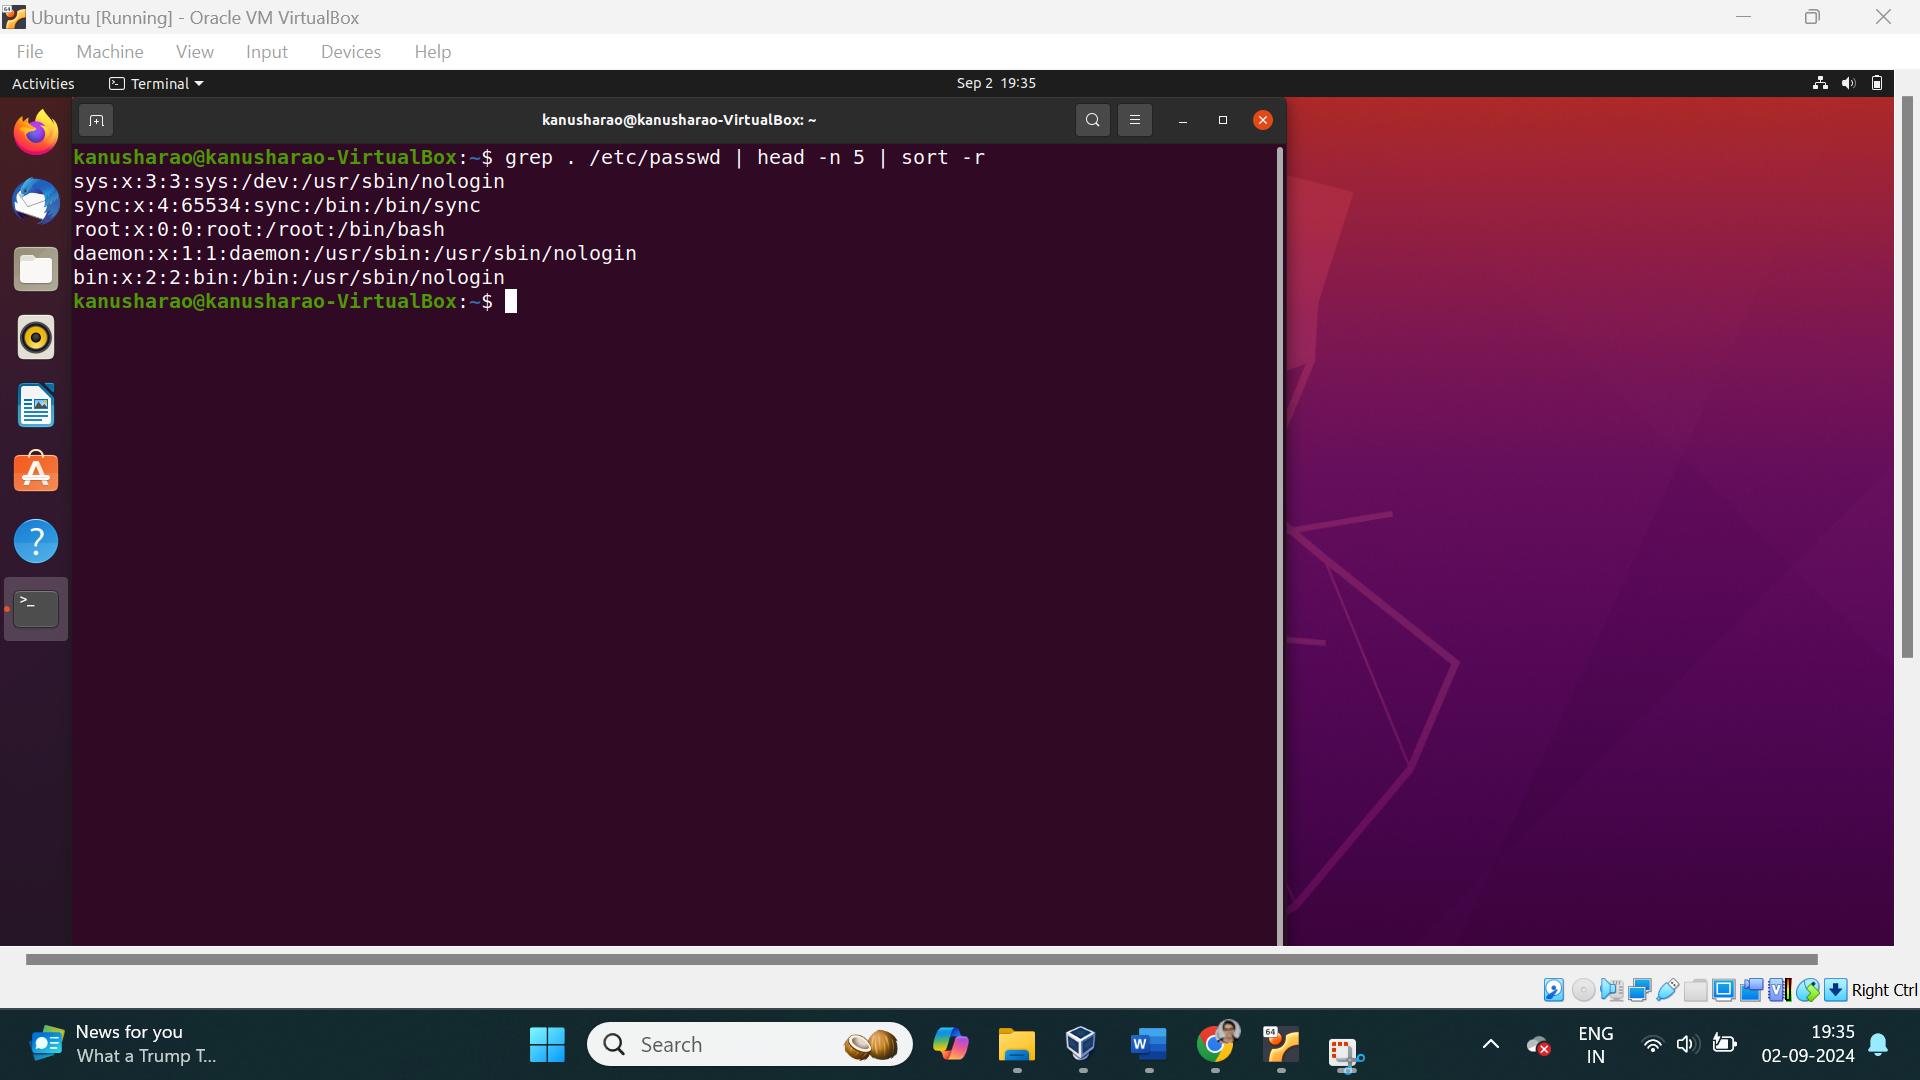 Ubuntu [Running] - Oracle VM VirtualBox
File Machine View Input Devices Help
Activities Terminal Sep 2 19:35
kanusharao@kanusharao-VirtualBox: ~
kanusharao@kanusharao-VirtualBox:~$ grep . /etc/passwd | head -n 5 | sort -r
sys:x:3:3:sys:/dev:/usr/sbin/nologin
sync:x:4:65534:sync:/bin:/bin/sync
root:x:0:0:root:/root:/bin/bash
daemon:x:1:1:daemon:/usr/sbin:/usr/sbin/nologin
bin:x:2:2:bin:/bin:/usr/sbin/nologin
kanusharao@kanusharao-VirtualBox:~$
Right Ctrl
News for you
What a Trump T...
Search
ENG
IN
19:35
02-09-2024